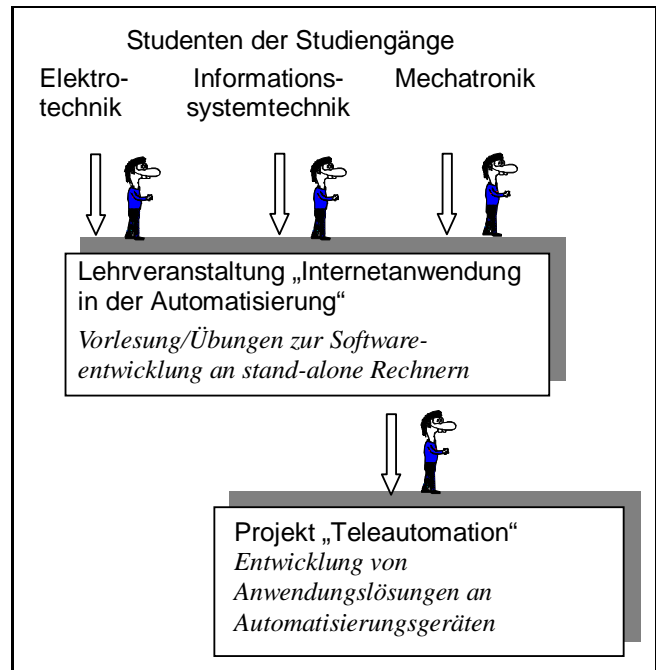 Studenten der Studiengänge
Elektro-
technik
Informations-
systemtechnik
Mechatronik
Lehrveranstaltung „Internetanwendung
in der Automatisierung“
Vorlesung/Übungen zur Software-
entwicklung an stand-alone Rechnern
Projekt „Teleautomation“
Entwicklung von
Anwendungslösungen an
Automatisierungsgeräten